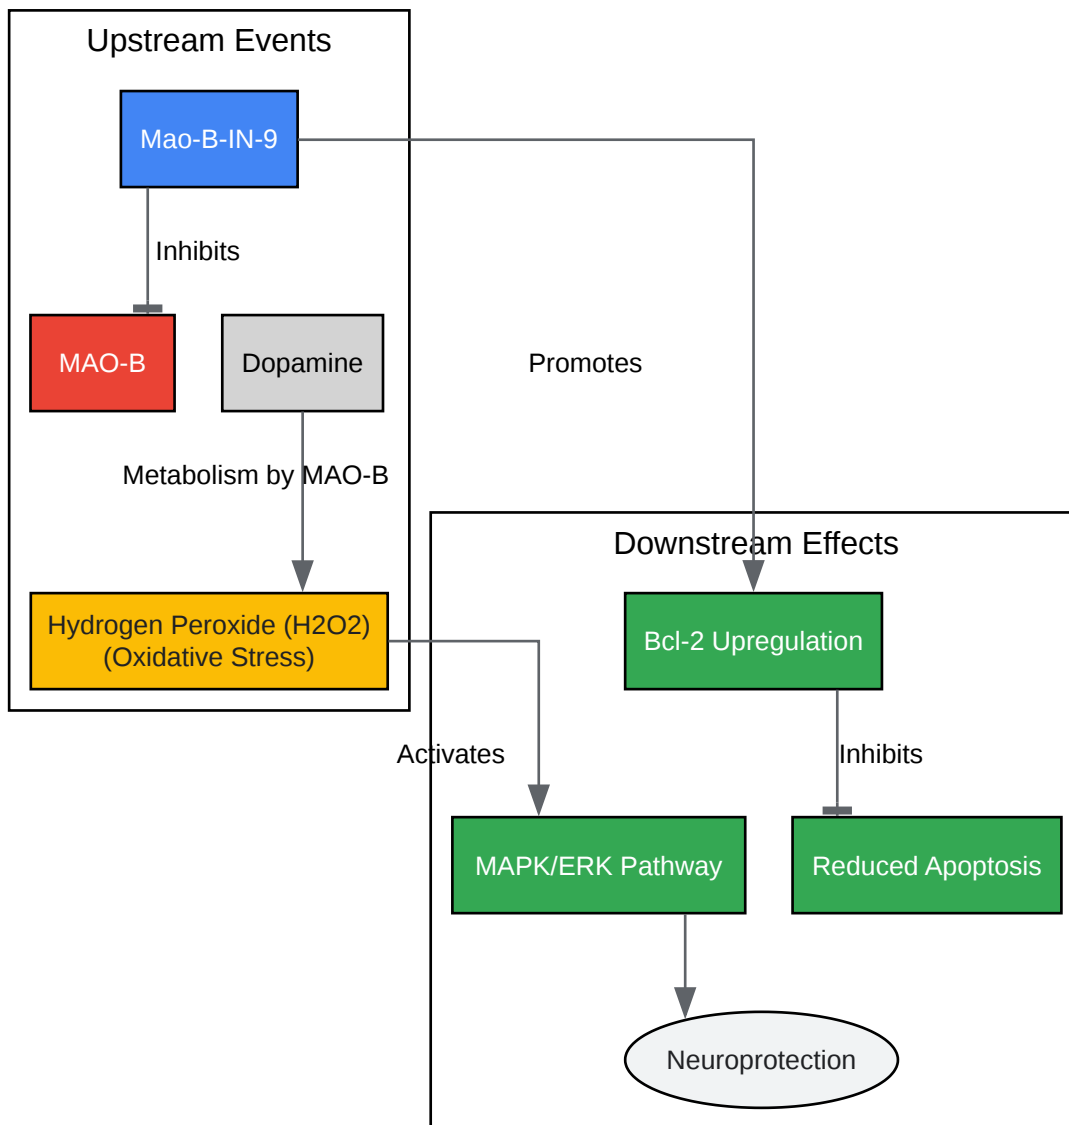 Upstream Events
Mao-B-IN-9
Inhibits
MAO-B
Dopamine
Promotes
Metabolism by MAO-B
Downstream Effects
Hydrogen Peroxide (H2O2)
(Oxidative Stress)
Bcl-2 Upregulation
Activates
Inhibits
MAPK/ERK Pathway
Reduced Apoptosis
Neuroprotection